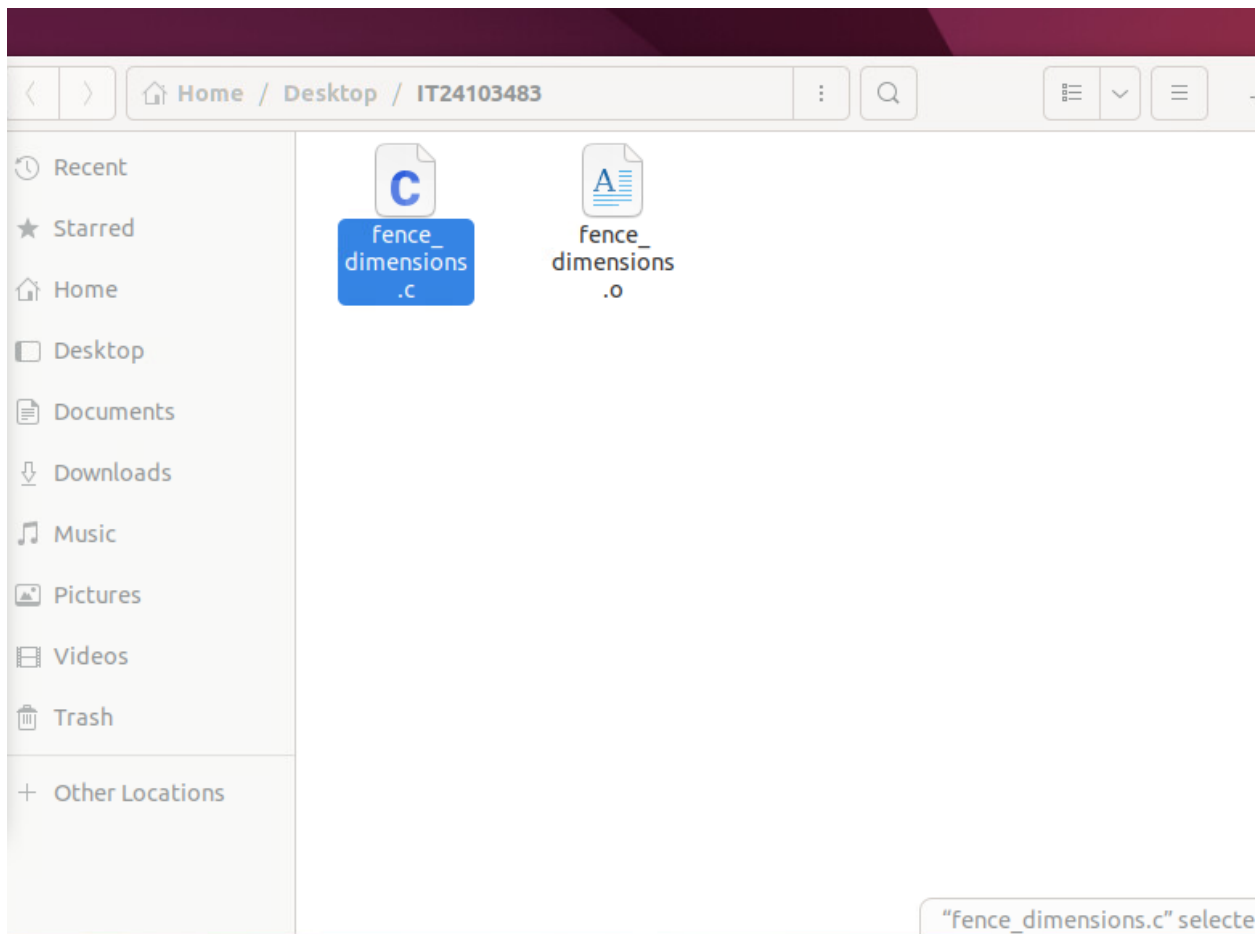 Home / Desktop / IT24103483
Recent
Starred
Home
Desktop
Documents
Downloads
Music
Pictures
Videos
Trash
Other Locations
C
fence_
dimensions
.c
A
fence_
dimensions
.o
“fence_dimensions.c” selecte